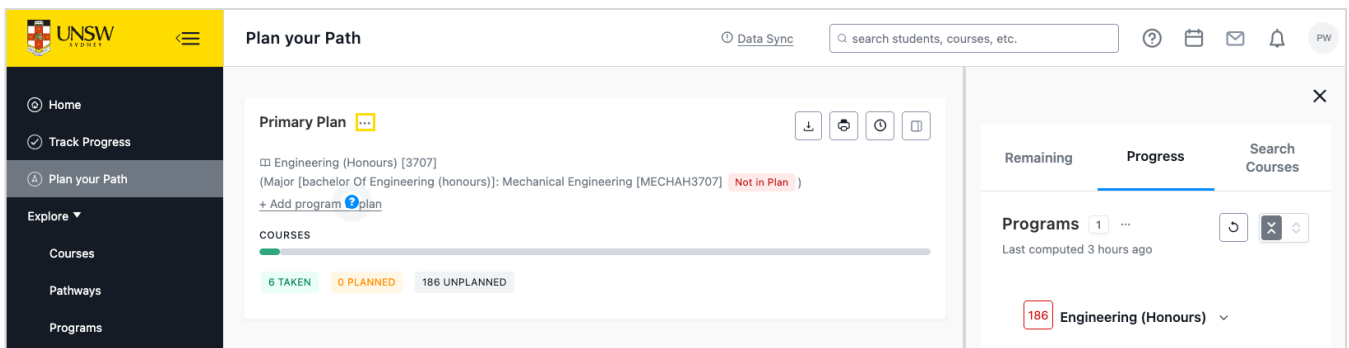 UNSW
SYDNEY
Plan your Path
Data Sync
search students, courses, etc.
PW
Home
Track Progress
Plan your Path
Explore
Courses
Pathways
Programs
Primary Plan ...
Engineering (Honours) [3707]
(Major [bachelor Of Engineering (honours)]: Mechanical Engineering [MECHAH3707] Not in Plan )
+ Add program ? plan
COURSES
6 TAKEN 0 PLANNED 186 UNPLANNED
Remaining
Progress
Search
Courses
Programs 1 ...
Last computed 3 hours ago
186 Engineering (Honours)